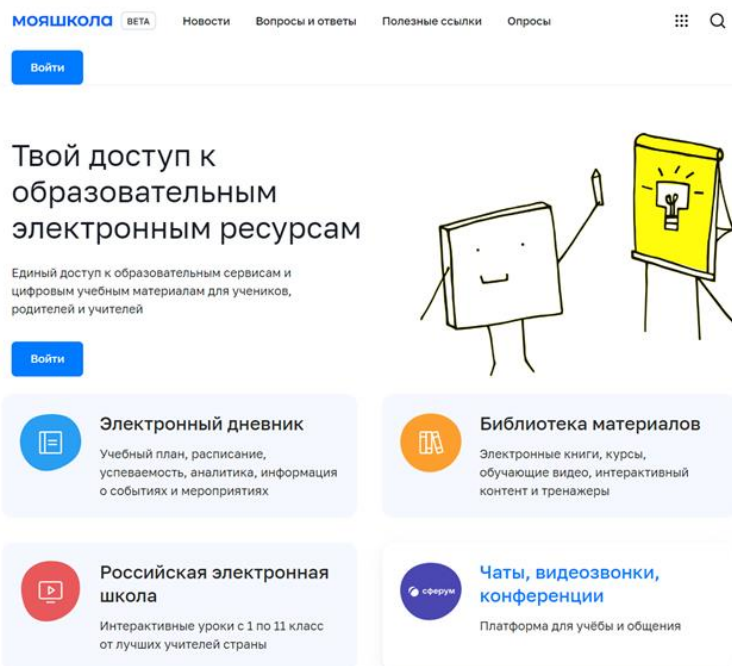 МОЯШКОЛА BETA Новости Вопросы и ответы Полезные ссылки Опросы
Войти
Твой доступ к
образовательным
электронным ресурсам
Единый доступ к образовательным сервисам и
цифровым учебным материалам для учеников,
родителей и учителей
Войти
Электронный дневник
Учебный план, расписание,
успеваемость, аналитика, информация
о событиях и мероприятиях
Библиотека материалов
Электронные книги, курсы,
обучающие видео, интерактивный
контент и тренажеры
Российская электронная
школа
Интерактивные уроки с 1 по 11 класс
от лучших учителей страны
сферум
Чаты, видеозвонки,
конференции
Платформа для учёбы и общения